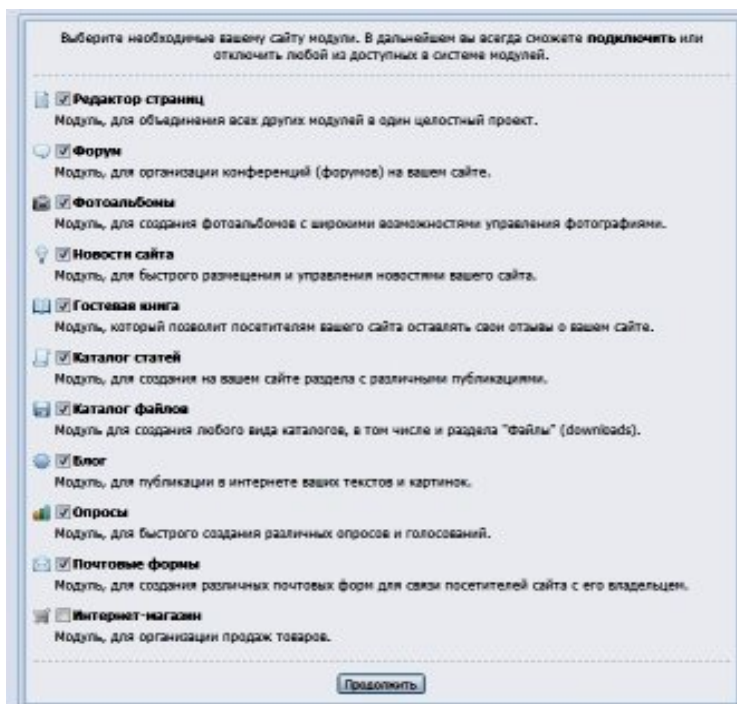 Выберите необходимые вашему сайту модули. В дальнейшем вы всегда сможете подключить или
отключить любой из доступных в системе модулей.
Редактор страниц
Модуль, для объединения всех других модулей в один целостный проект.
Форум
Модуль, для организации конференций (форумов) на вашем сайте.
Фотоальбомы
Модуль, для создания фотоальбомов с широкими возможностями управления фотографиями.
Новости сайта
Модуль, для быстрого размещения и управления новостями вашего сайта.
Гостевая книга
Модуль, который позволит посетителям вашего сайта оставлять свои отзывы о вашем сайте.
Каталог статей
Модуль, для создания на вашем сайте раздела с различными публикациями.
Каталог файлов
Модуль для создания любого вида каталогов, в том числе и раздела "Файлы" (downloads).
Блог
Модуль, для публикации в интернете ваших текстов и картинок.
Опросы
Модуль, для быстрого создания различных опросов и голосований.
Почтовые формы
Модуль, для создания различных почтовых форм для связи посетителей сайта с его владельцем.
Интернет-магазин
Модуль, для организации продаж товаров.
Продолжить